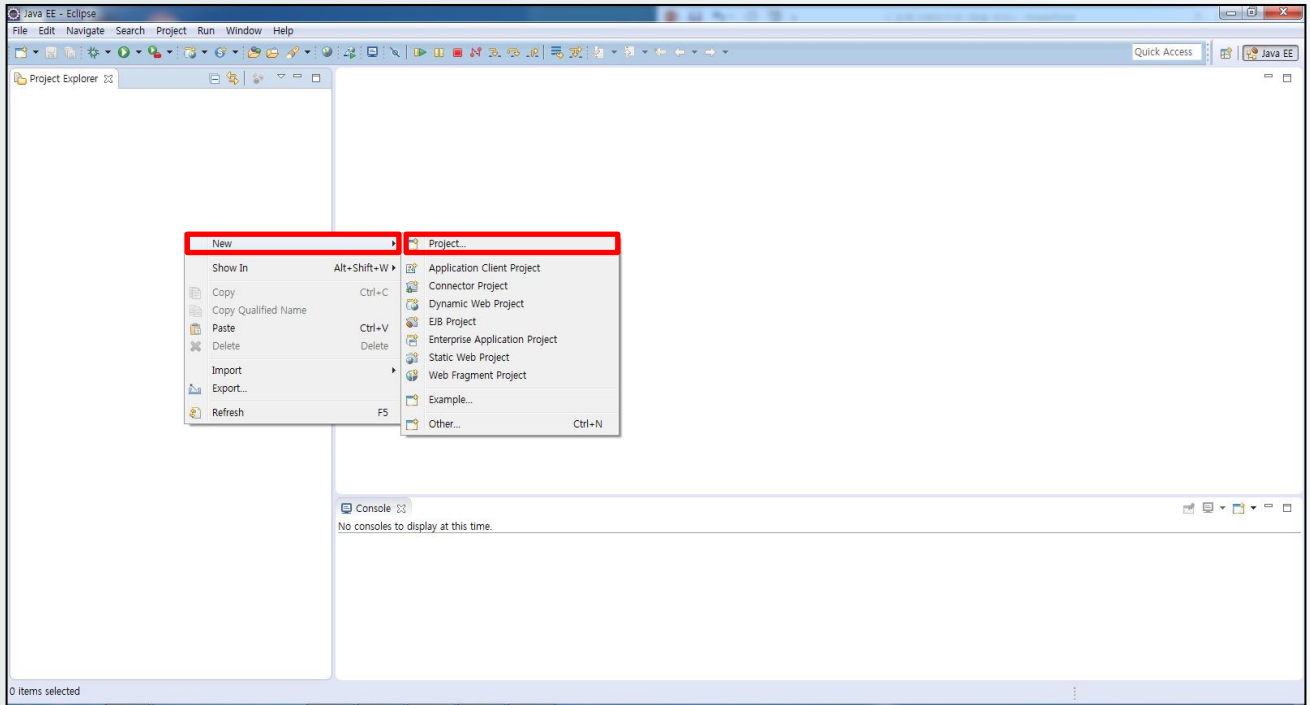 Java EE - Eclipse
File Edit Navigate Search Project Run Window Help
Quick Access
Java EE
Project Explorer
New
Show In Alt+Shift+W
Copy Ctrl+C
Copy Qualified Name
Paste Ctrl+V
Delete Delete
Import
Export...
Refresh F5
Project...
Application Client Project
Connector Project
Dynamic Web Project
EJB Project
Enterprise Application Project
Static Web Project
Web Fragment Project
Example...
Other... Ctrl+N
Console
No consoles to display at this time.
0 items selected